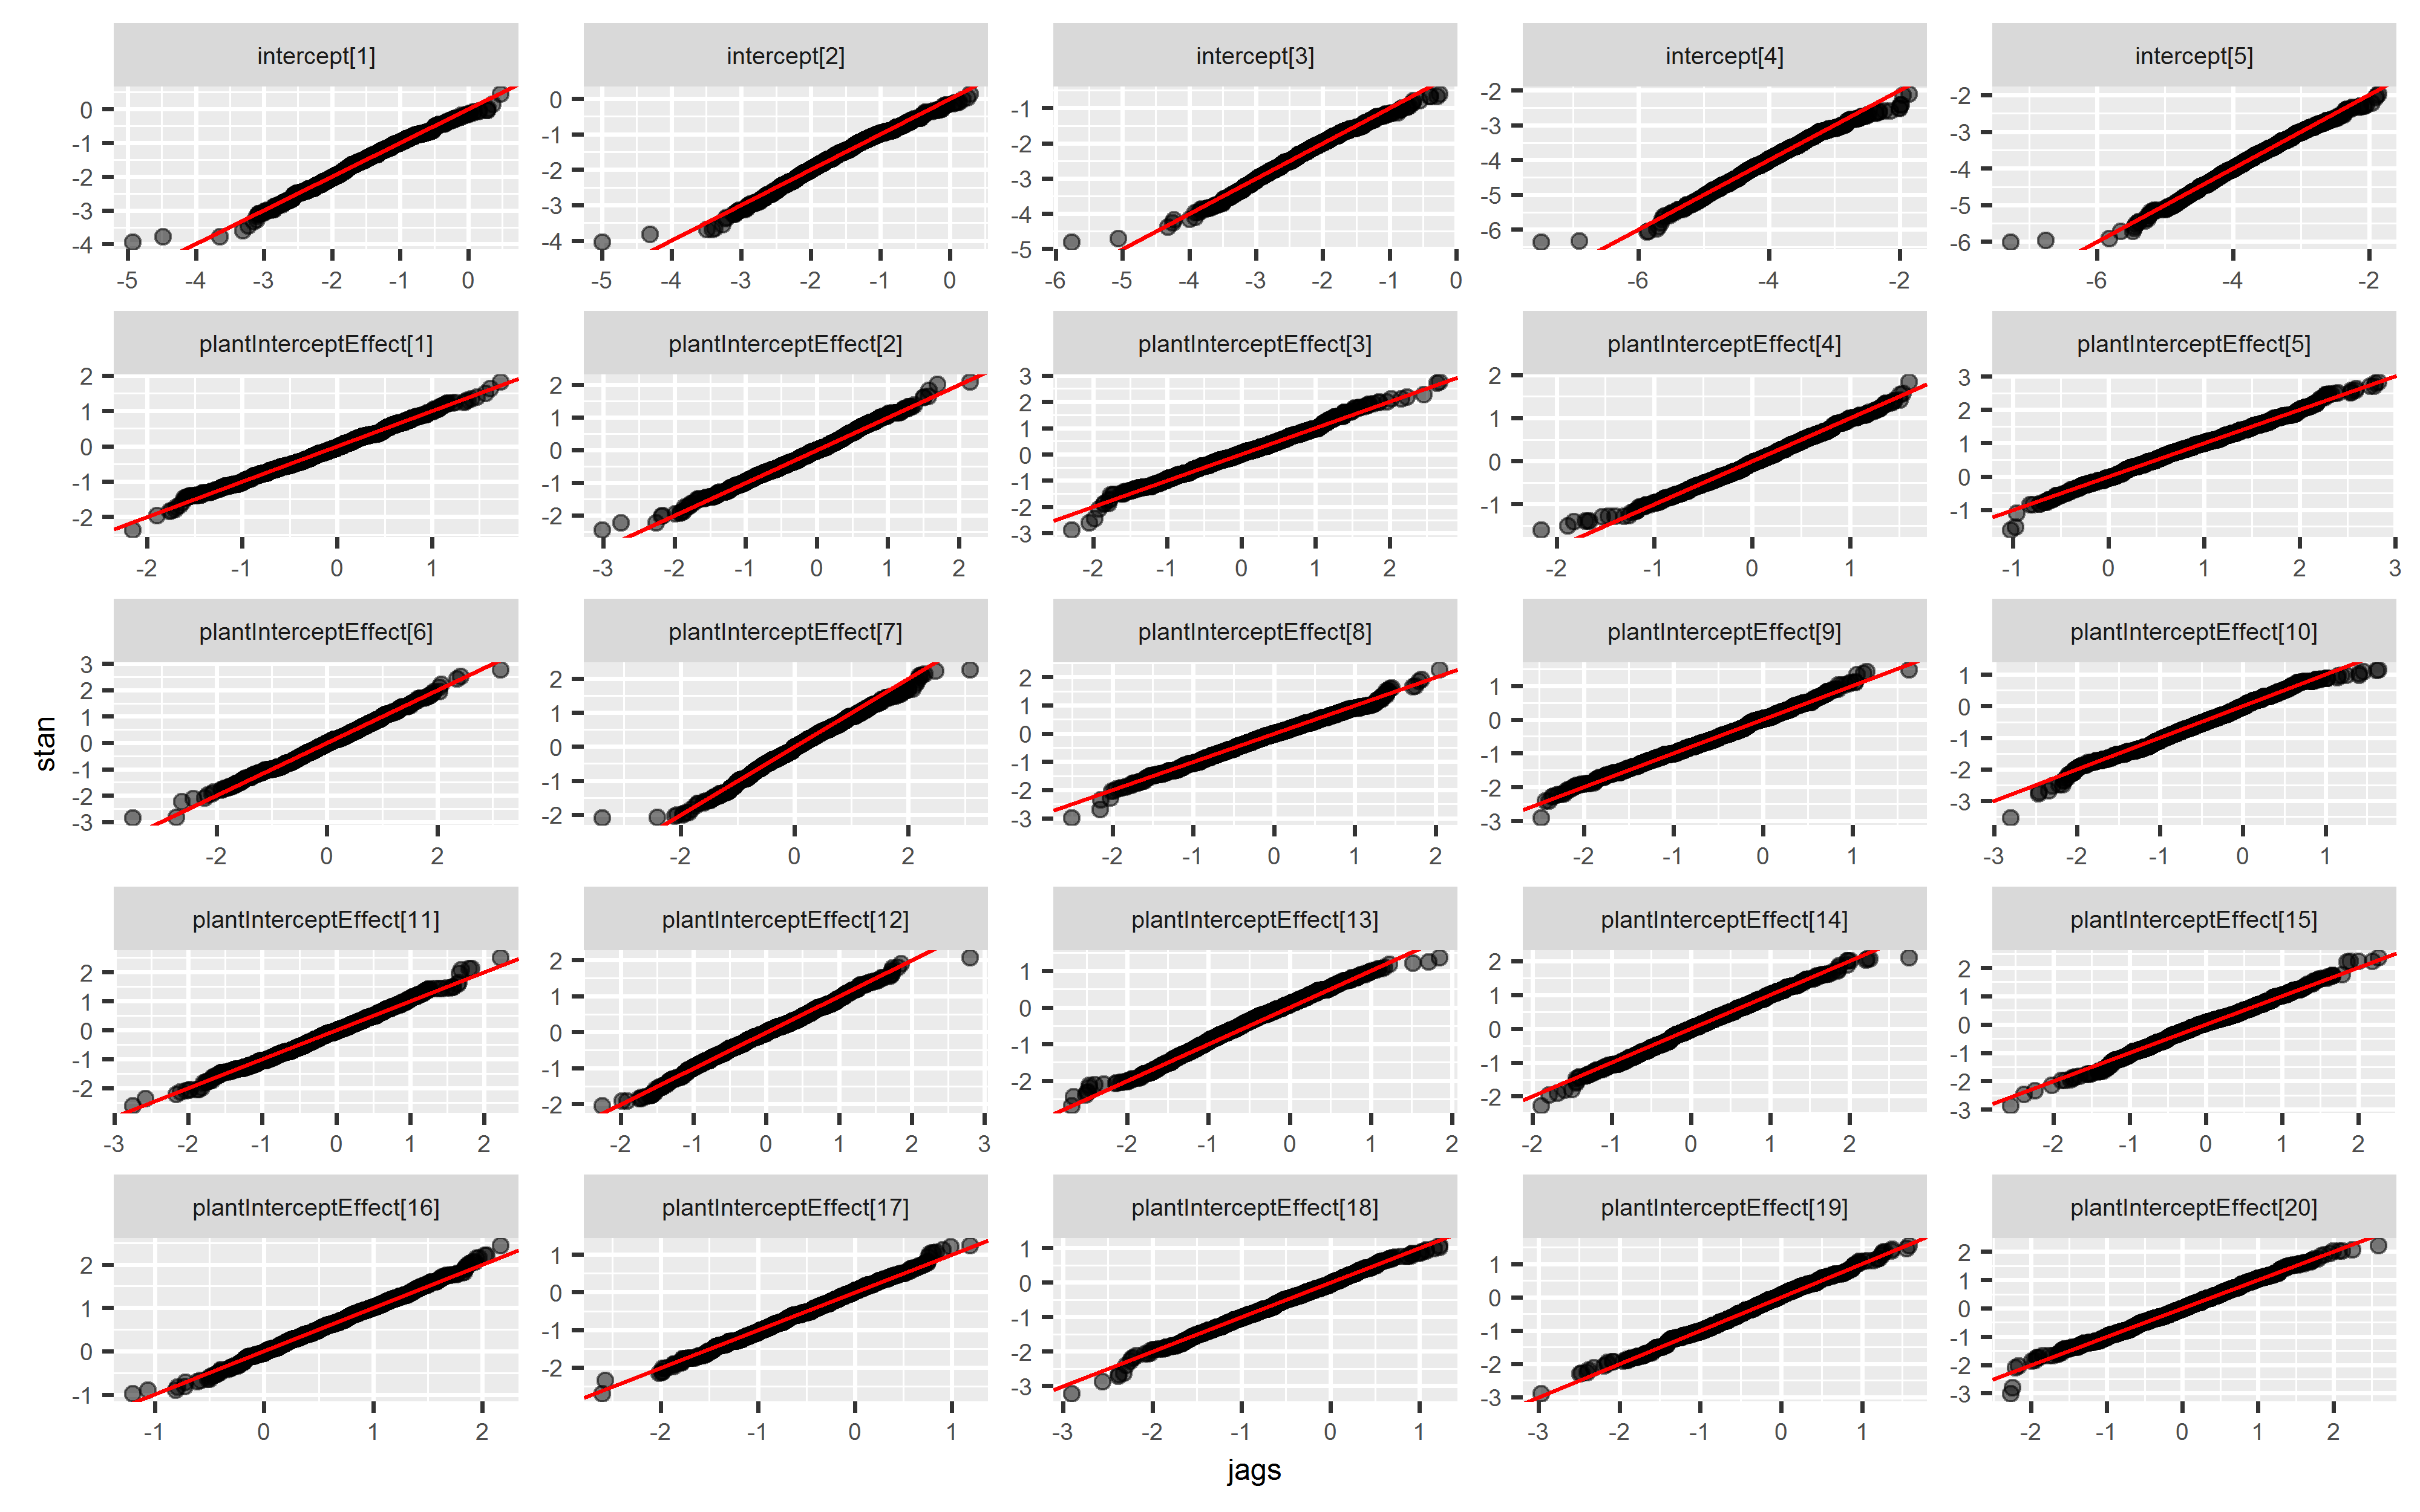 intercept[1] intercept[2] intercept[3] intercept[4] intercept[5]
0 -1 -2 -3 -4
0 -1 -2 -3 -4
-1 -2 -3 -4 -5
-2 -3 -4 -5 -6
-2 -3 -4 -5 -6
-5 -4 -3 -2 -1 0
-5 -4 -3 -2 -1 0
-6 -5 -4 -3 -2 -1 0
-6 -4 -2
-6 -4 -2
plantInterceptEffect[1] plantInterceptEffect[2] plantInterceptEffect[3] plantInterceptEffect[4] plantInterceptEffect[5]
2 1 0 -1 -2
2 1 0 -1 -2
3 2 1 0 -1 -2 -3
2 1 0 -1
3 2 1 0 -1
-2 -1 0 1
-3 -2 -1 0 1 2
-2 -1 0 1 2
-2 -1 0 1
-1 0 1 2 3
plantInterceptEffect[6] plantInterceptEffect[7] plantInterceptEffect[8] plantInterceptEffect[9] plantInterceptEffect[10]
stan
3 2 1 0 -1 -2 -3
2 1 0 -1 -2
2 1 0 -1 -2 -3
1 0 -1 -2 -3
1 0 -1 -2 -3
-2 0 2
-2 0 2
-2 -1 0 1 2
-2 -1 0 1
-3 -2 -1 0 1
plantInterceptEffect[11] plantInterceptEffect[12] plantInterceptEffect[13] plantInterceptEffect[14] plantInterceptEffect[15]
2 1 0 -1 -2
2 1 0 -1 -2
1 0 -1 -2
2 1 0 -1 -2
2 1 0 -1 -2 -3
-3 -2 -1 0 1 2
-2 -1 0 1 2 3
-2 -1 0 1 2
-2 -1 0 1 2
-2 -1 0 1 2
plantInterceptEffect[16] plantInterceptEffect[17] plantInterceptEffect[18] plantInterceptEffect[19] plantInterceptEffect[20]
2 1 0 -1
1 0 -1 -2
1 0 -1 -2 -3
1 0 -1 -2 -3
2 1 0 -1 -2 -3
-1 0 1 2
-2 -1 0 1
-3 -2 -1 0 1
-3 -2 -1 0 1
-2 -1 0 1 2
jags